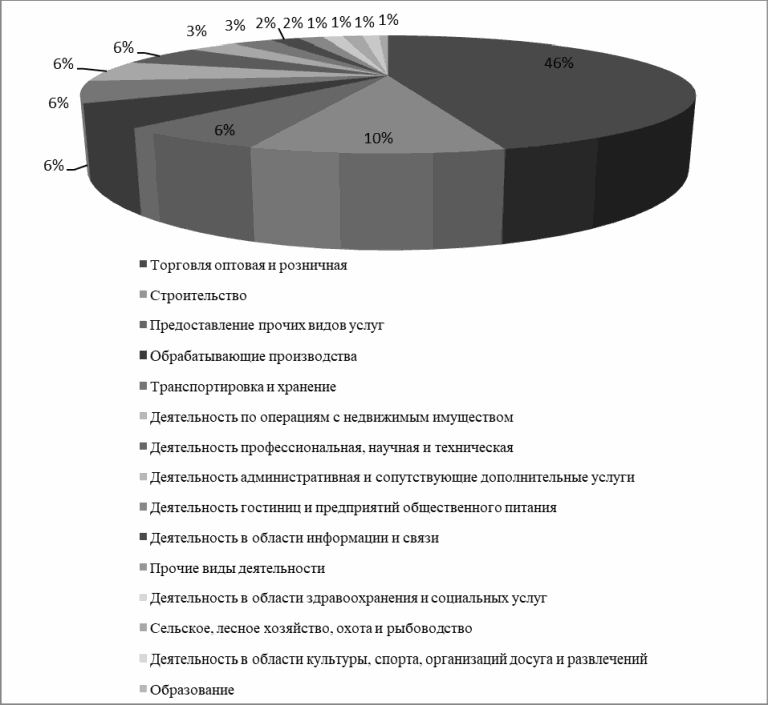 3% 3% 2% 2% 1% 1% 1% 1%
6%
46%
6%
6%
6%
10%
6%
Торговля оптовая и розничная
Строительство
Предоставление прочих видов услуг
Обрабатывающие производства
Транспортировка и хранение
Деятельность по операциям с недвижимым имуществом
Деятельность профессиональная, научная и техническая
Деятельность административная и сопутствующие дополнительные услуги
Деятельность гостиниц и предприятий общественного питания
Деятельность в области информации и связи
Прочие виды деятельности
Деятельность в области здравоохранения и социальных услуг
Сельское, лесное хозяйство, охота и рыбоводство
Деятельность в области культуры, спорта, организаций досуга и развлечений
Образование